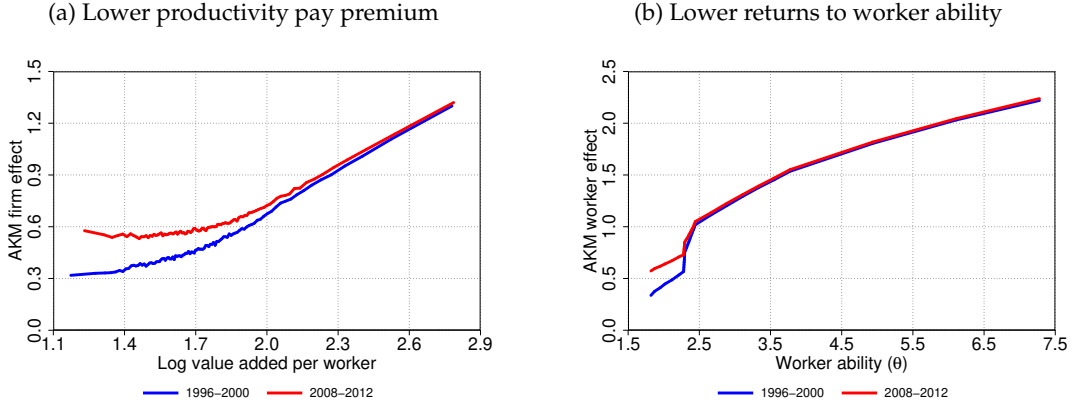 (a) Lower productivity pay premium
AKM firm effect
1.5
1.2
0.9
0.6
0.3
0.0
1.1 1.4 1.7 2.0 2.3 2.6 2.9
Log value added per worker
1996−2000 2008−2012
(b) Lower returns to worker ability
AKM worker effect
2.5
2.0
1.5
1.0
0.5
0.0
1.5 2.5 3.5 4.5 5.5 6.5 7.5
Worker ability (θ)
1996−2000 2008−2012